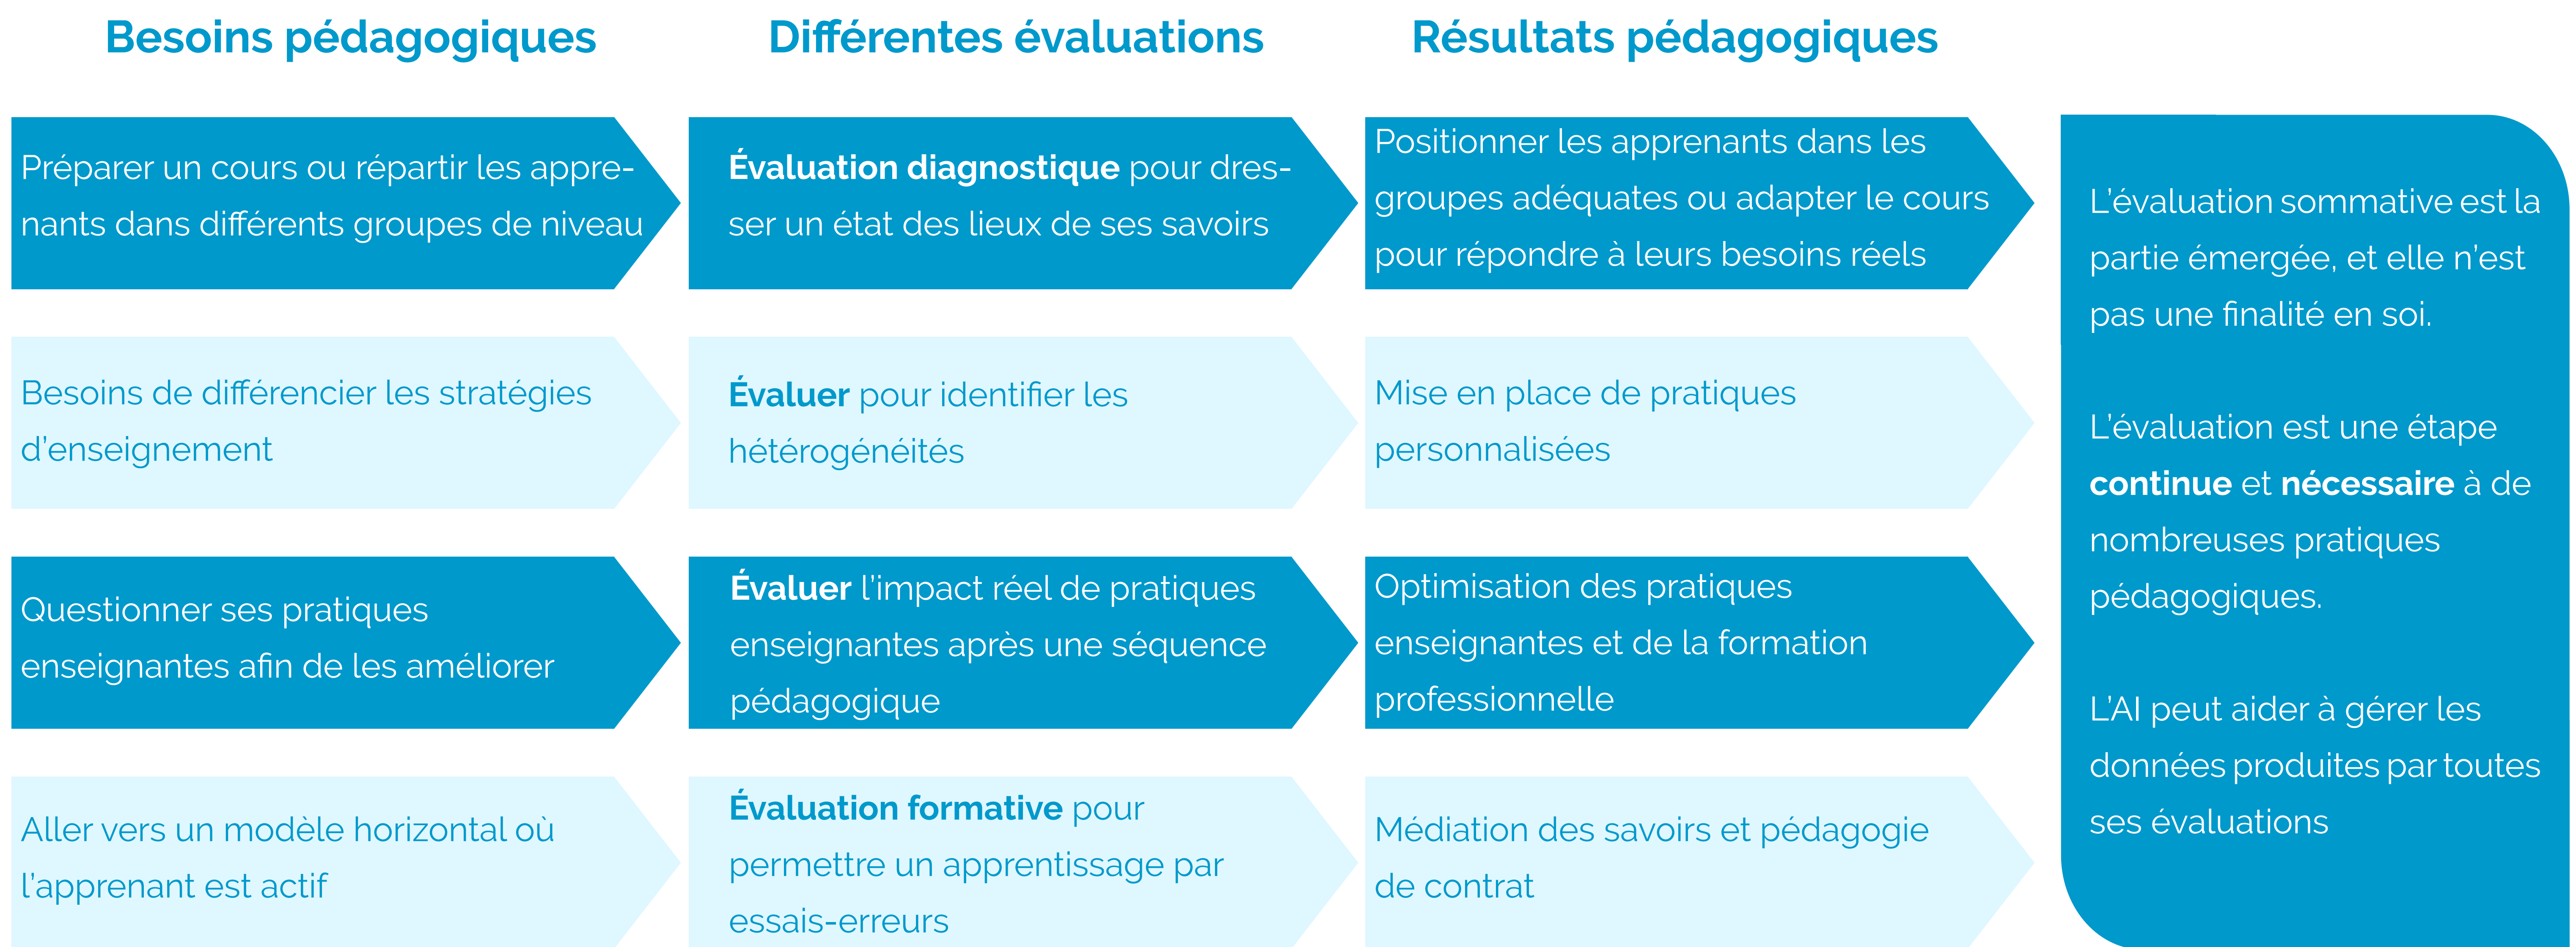 Besoins pédagogiques
Différentes évaluations
Résultats pédagogiques
Préparer un cours ou répartir les appre-
nants dans différents groupes de niveau
Évaluation diagnostique pour dres-
ser un état des lieux de ses savoirs
Positionner les apprenants dans les
groupes adéquates ou adapter le cours
pour répondre à leurs besoins réels
Besoins de différencier les stratégies
d'enseignement
Évaluer pour identifier les
hétérogénéités
Mise en place de pratiques
personnalisées
Questionner ses pratiques
enseignantes afin de les améliorer
Évaluer l'impact réel de pratiques
enseignantes après une séquence
pédagogique
Optimisation des pratiques
enseignantes et de la formation
professionnelle
Aller vers un modèle horizontal où
l'apprenant est actif
Évaluation formative pour
permettre un apprentissage par
essais-erreurs
Médiation des savoirs et pédagogie
de contrat
L'évaluation sommative est la
partie émergée, et elle n'est
pas une finalité en soi.
L'évaluation est une étape
continue et nécessaire à de
nombreuses pratiques
pédagogiques.
L'AI peut aider à gérer les
données produites par toutes
ses évaluations